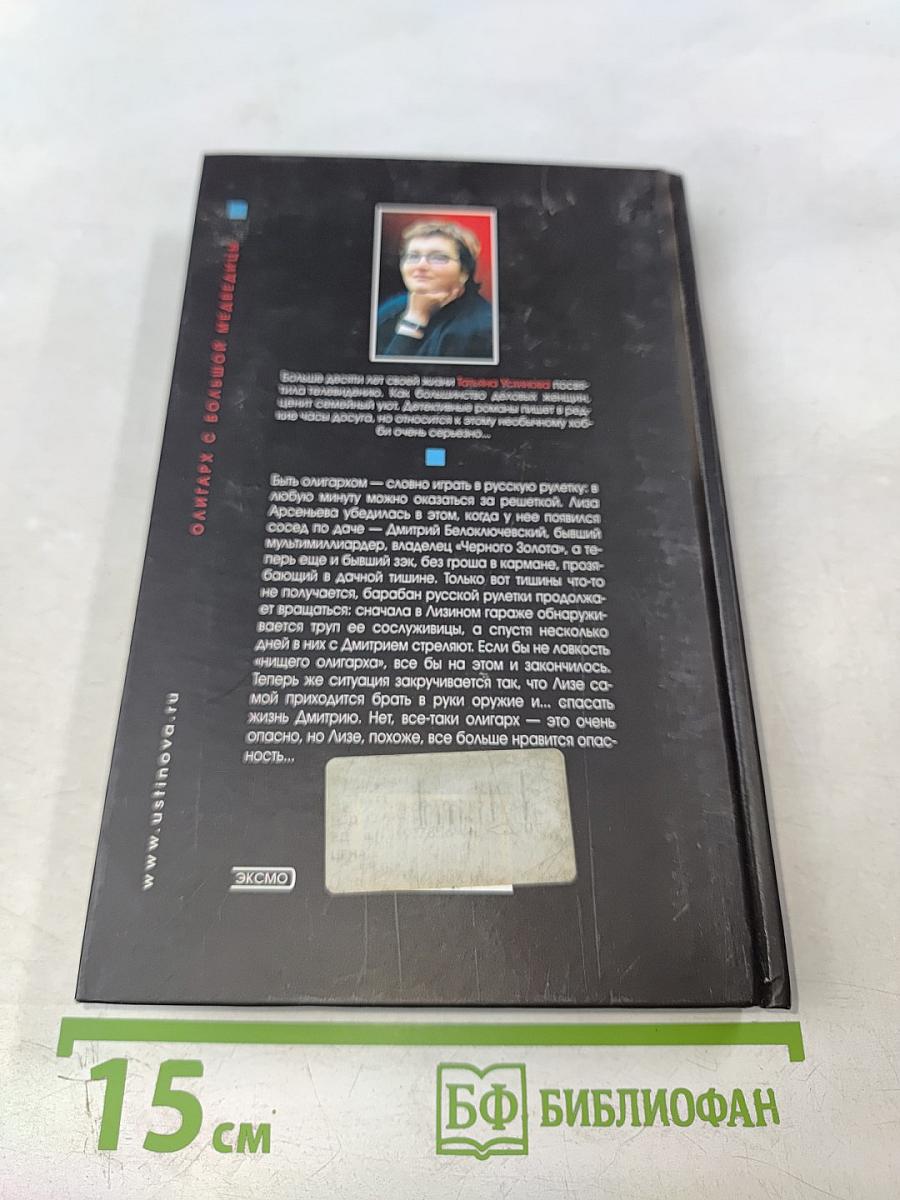 ОЛИГАРХ С БОЛЬШОЙ МЕДВЕДИЦЫ
Больше десяти лет своей жизни Татьяна Устинова посвя-
тила телевидению. Как большинство деловых женщин,
ценит семейный уют. Детективные романы пишет в ред-
кие часы досуга, но относится к этому необычному хоб-
би очень серьезно...
Быть олигархом — словно играть в русскую рулетку: в
любую минуту можно оказаться за решеткой. Лиза
Арсеньева убедилась в этом, когда у нее появился
сосед по даче — Дмитрий Белоключевский, бывший
мультимиллиардер, владелец «Черного Золота», а те-
перь еще и бывший зэк, без гроша в кармане, прозя-
бающий в дачной тишине. Только вот тишины что-то
не получается, барабан русской рулетки продолжа-
ет вращаться: сначала в Лизином гараже обнаружи-
вается труп ее сослуживицы, а спустя несколько
дней в них с Дмитрием стреляют. Если бы не ловкость
«нищего олигарха», все бы на этом и закончилось.
Теперь же ситуация закручивается так, что Лизе са-
мой приходится брать в руки оружие и... спасать
жизнь Дмитрию. Нет, все-таки олигарх — это очень
опасно, но Лизе, похоже, все больше нравится опас-
ность...
www.ustinova.ru
ЭКСМО
15 см
БФ БИБЛИОФАН